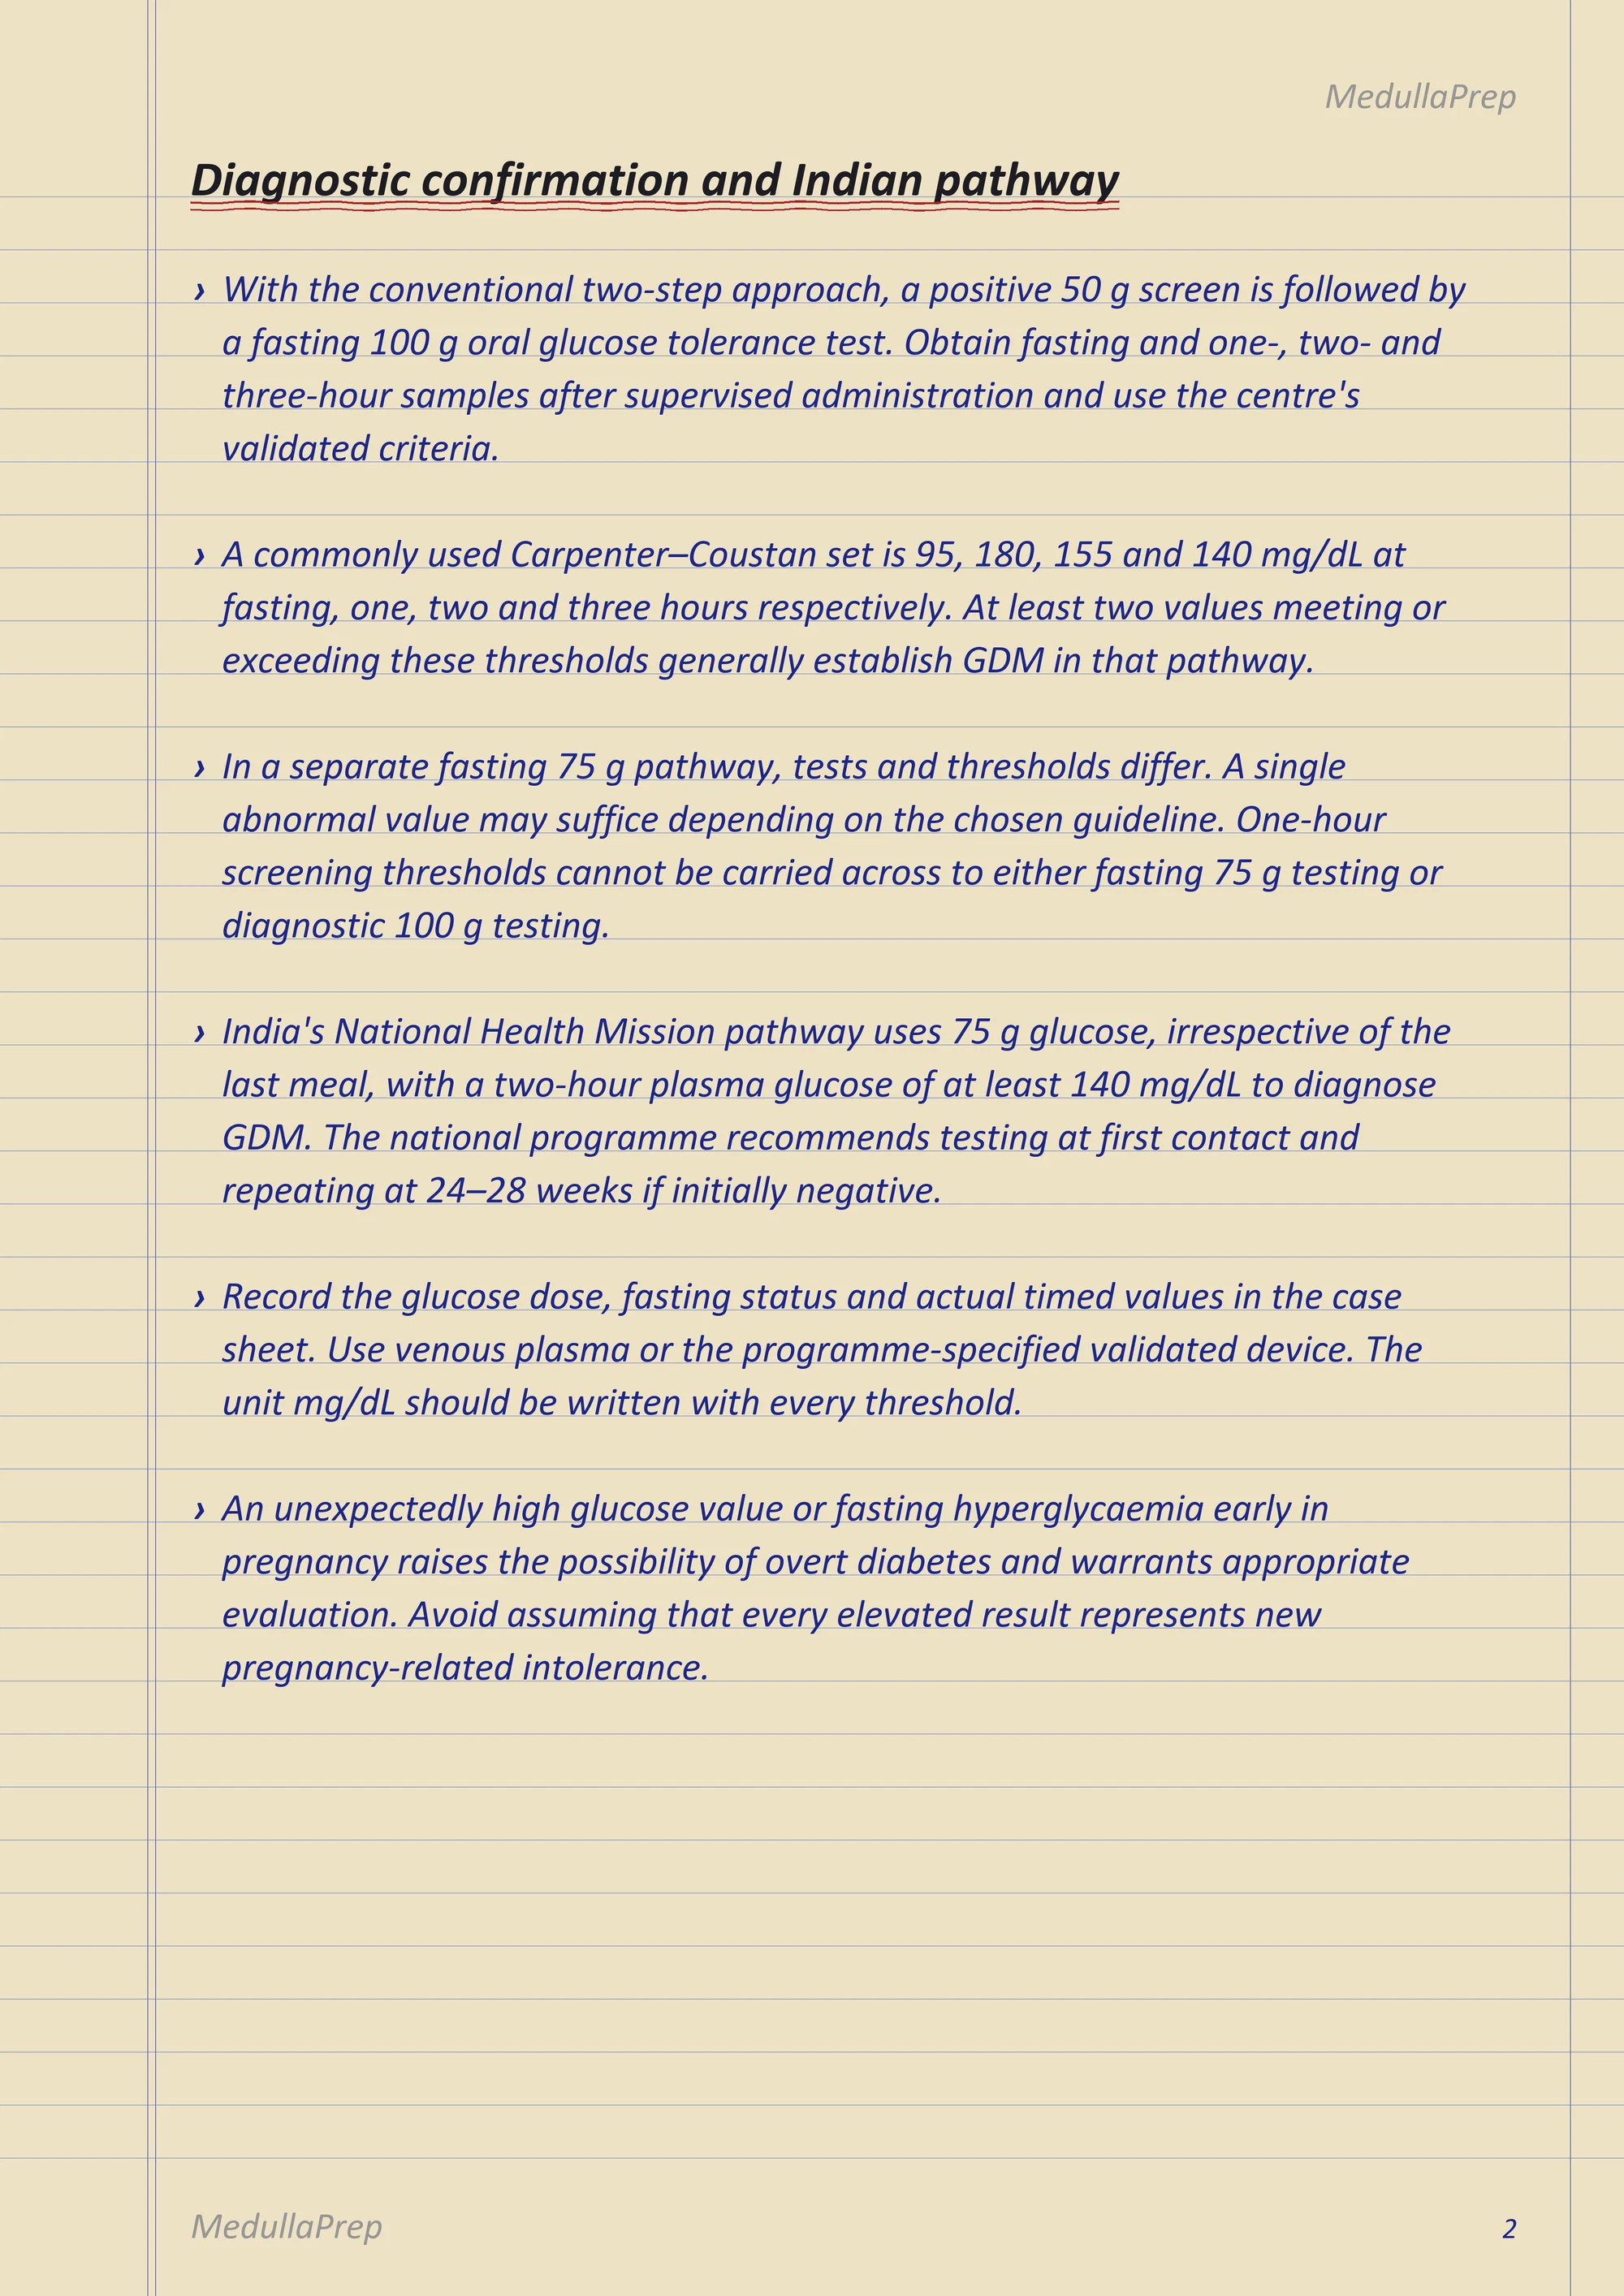 MedullaPrep
Diagnostic confirmation and Indian pathway
› With the conventional two-step approach, a positive 50 g screen is followed by
a fasting 100 g oral glucose tolerance test. Obtain fasting and one-, two- and
three-hour samples after supervised administration and use the centre's
validated criteria.
› A commonly used Carpenter–Coustan set is 95, 180, 155 and 140 mg/dL at
fasting, one, two and three hours respectively. At least two values meeting or
exceeding these thresholds generally establish GDM in that pathway.
› In a separate fasting 75 g pathway, tests and thresholds differ. A single
abnormal value may suffice depending on the chosen guideline. One-hour
screening thresholds cannot be carried across to either fasting 75 g testing or
diagnostic 100 g testing.
› India's National Health Mission pathway uses 75 g glucose, irrespective of the
last meal, with a two-hour plasma glucose of at least 140 mg/dL to diagnose
GDM. The national programme recommends testing at first contact and
repeating at 24–28 weeks if initially negative.
› Record the glucose dose, fasting status and actual timed values in the case
sheet. Use venous plasma or the programme-specified validated device. The
unit mg/dL should be written with every threshold.
› An unexpectedly high glucose value or fasting hyperglycaemia early in
pregnancy raises the possibility of overt diabetes and warrants appropriate
evaluation. Avoid assuming that every elevated result represents new
pregnancy-related intolerance.
MedullaPrep
2